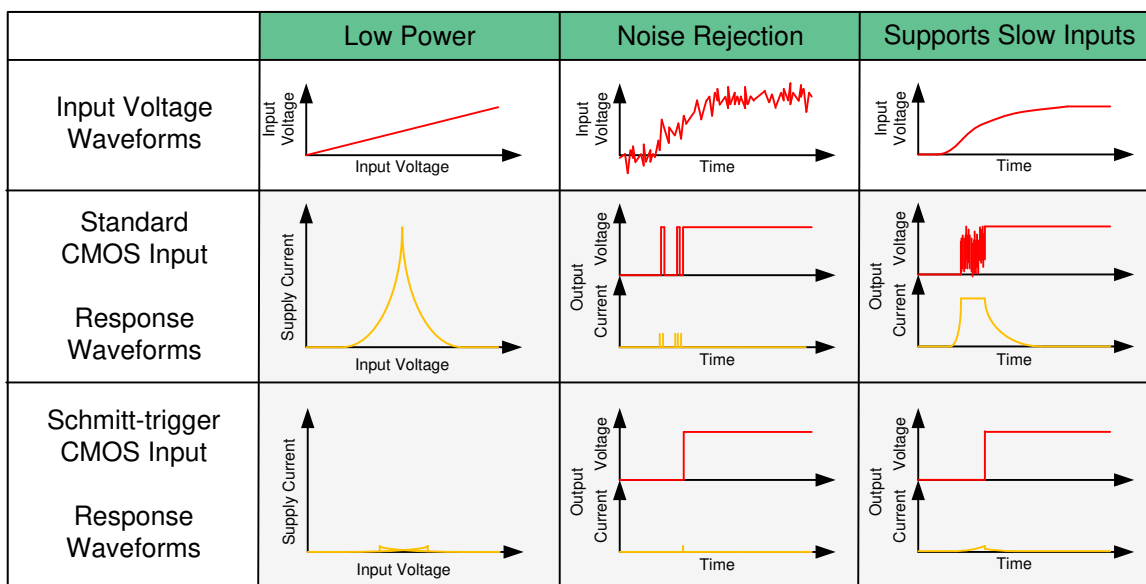 Low Power
Noise Rejection
Supports Slow Inputs
Input Voltage
Waveforms
Input
Voltage
Input Voltage
Input
Voltage
Time
Input
Voltage
Time
Standard
CMOS Input
Response
Waveforms
Supply Current
Input Voltage
Output
Voltage
Current
Time
Output
Voltage
Current
Time
Schmitt-trigger
CMOS Input
Response
Waveforms
Supply Current
Input Voltage
Output
Voltage
Current
Time
Output
Voltage
Current
Time